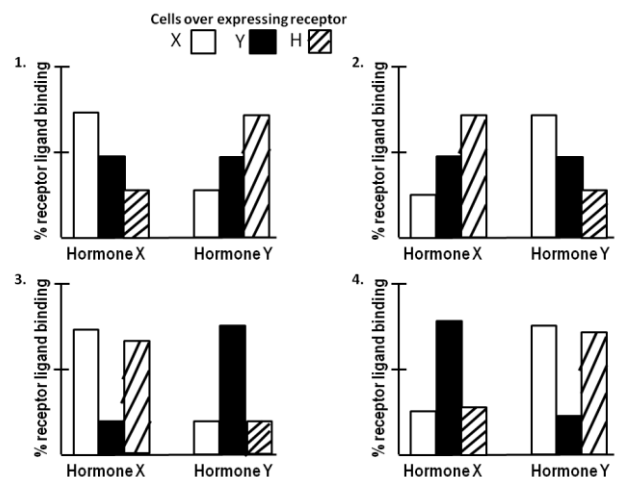 Cells over expressing receptor
X Y H
1.
% receptor ligand binding
Hormone X Hormone Y
2.
% receptor ligand binding
Hormone X Hormone Y
3.
% receptor ligand binding
Hormone X Hormone Y
4.
% receptor ligand binding
Hormone X Hormone Y